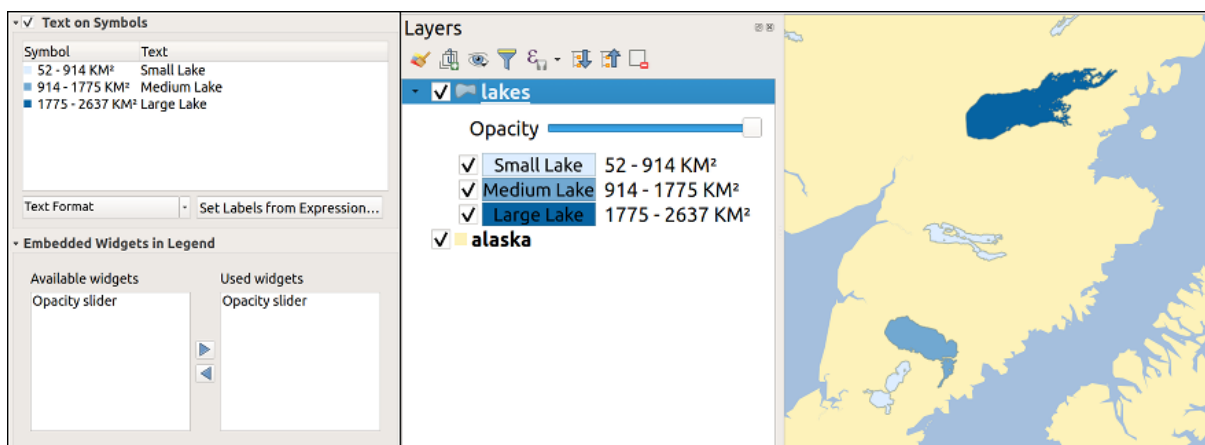 Text on Symbols
Symbol Text
52 - 914 KM² Small Lake
914 - 1775 KM² Medium Lake
1775 - 2637 KM² Large Lake
Text Format
Set Labels from Expression...
Embedded Widgets in Legend
Available widgets
Opacity slider
Used widgets
Opacity slider
Layers
lakes
Opacity
Small Lake 52 - 914 KM²
Medium Lake 914 - 1775 KM²
Large Lake 1775 - 2637 KM²
alaska